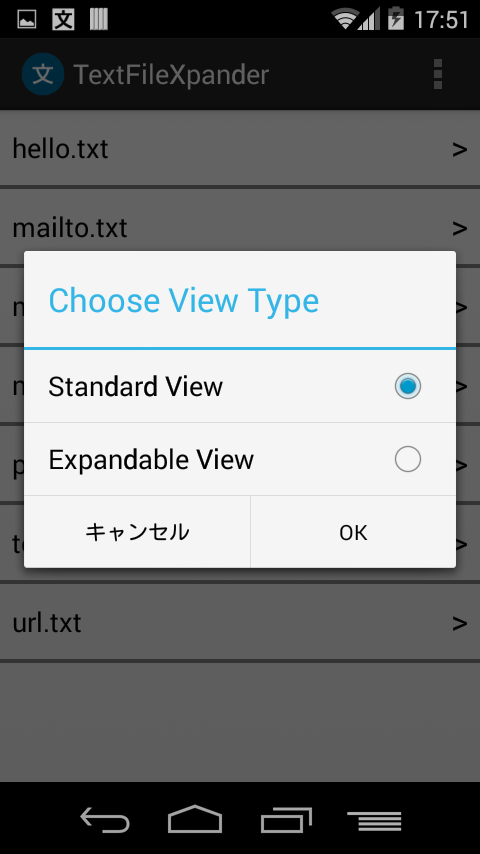 文 17:51
文 TextFileXpander
hello.txt >
mailto.txt >
Choose View Type
>
Standard View
>
Expandable View
>
キャンセル OK
>
url.txt >